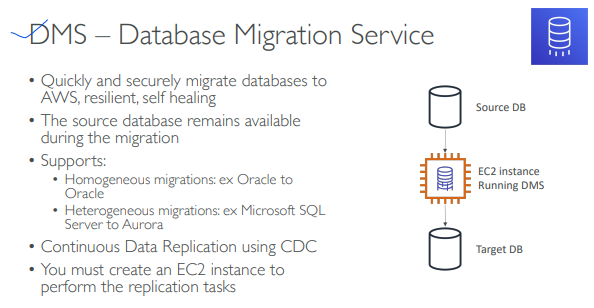 DMS – Database Migration Service
• Quickly and securely migrate databases to
AWS, resilient, self healing
• The source database remains available
during the migration
• Supports:
• Homogeneous migrations: ex Oracle to
Oracle
• Heterogeneous migrations: ex Microsoft SQL
Server to Aurora
• Continuous Data Replication using CDC
• You must create an EC2 instance to
perform the replication tasks
Source DB
EC2 instance
Running DMS
Target DB